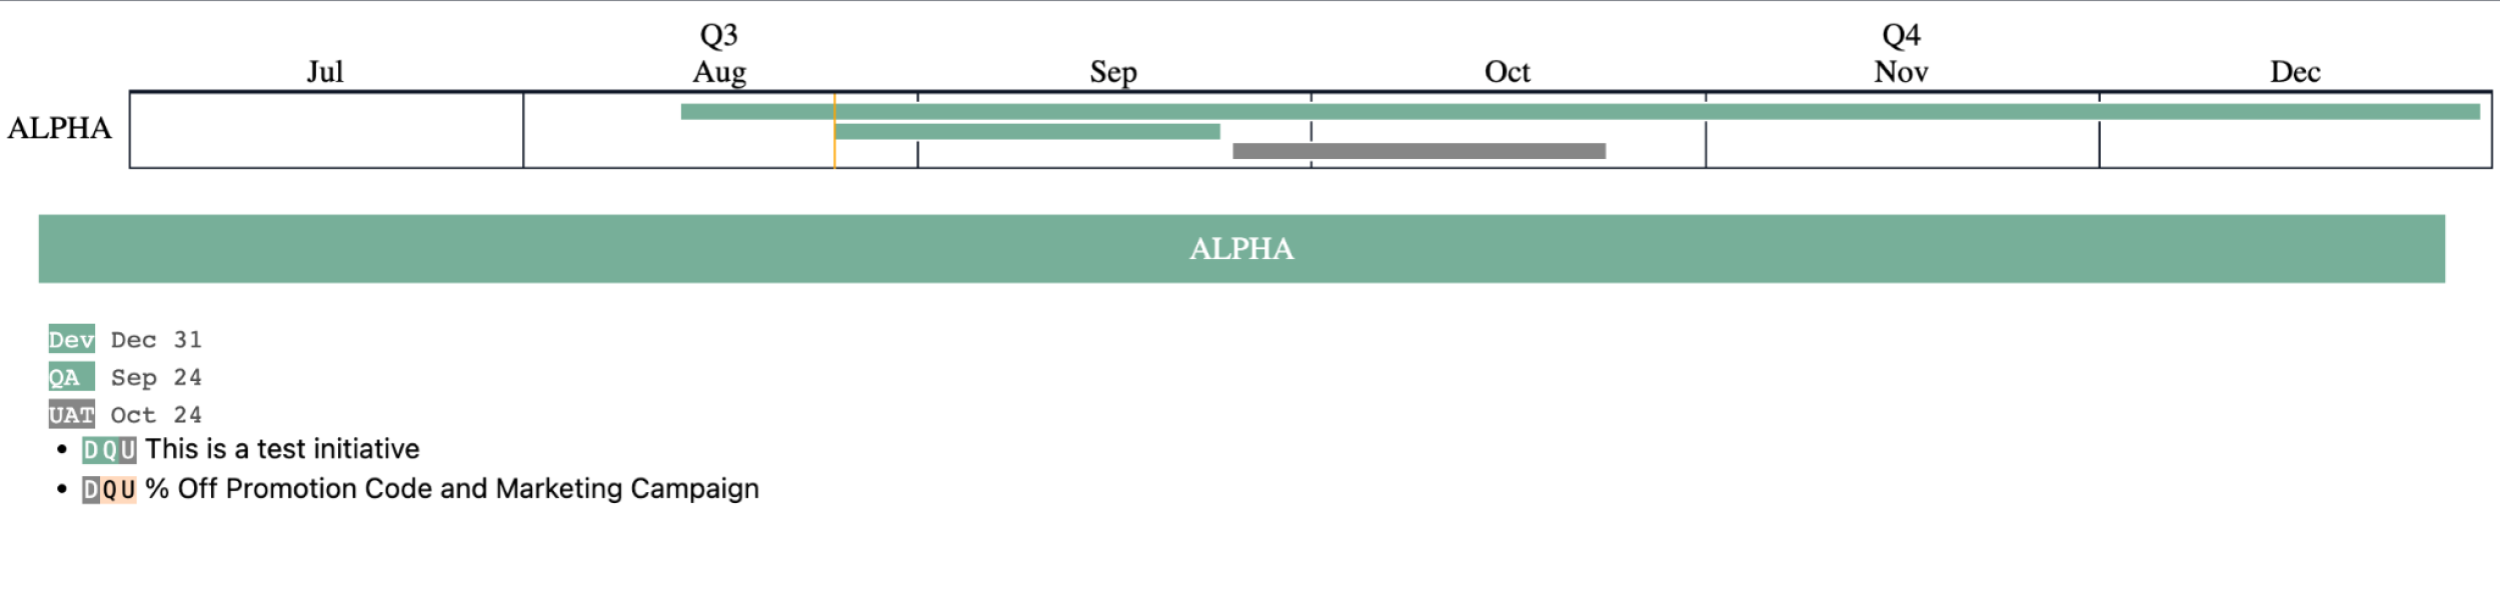 Q3 Q4
Jul Aug Sep Oct Nov Dec
ALPHA
ALPHA
Dev Dec 31
QA Sep 24
UAT Oct 24
• DQU This is a test initiative
• DQU % Off Promotion Code and Marketing Campaign